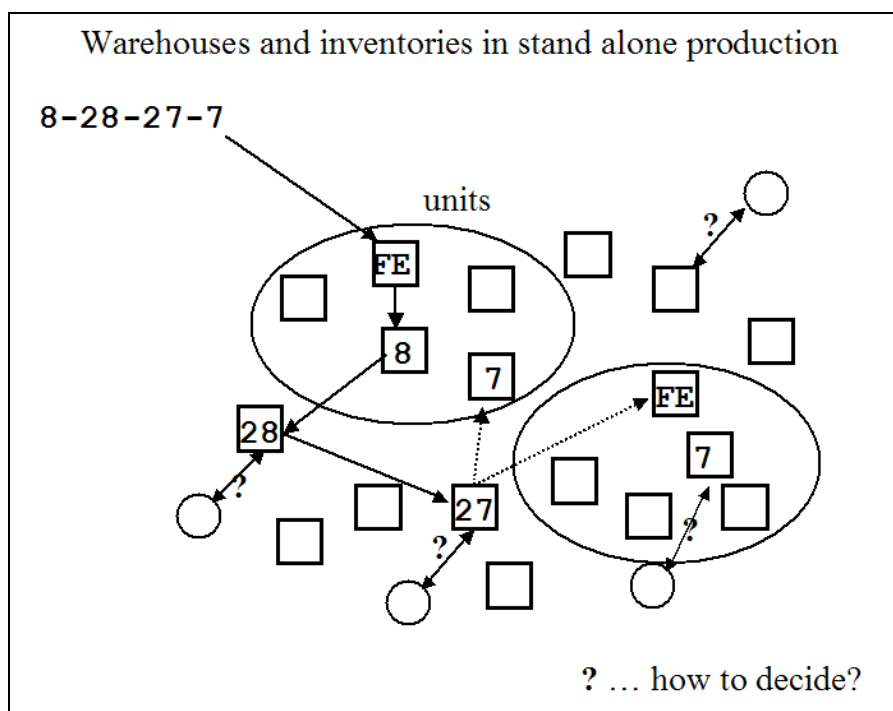 Warehouses and inventories in stand alone production
8-28-27-7
units
?
FE
8
7
FE
28
7
?
27
?
?
? … how to decide?